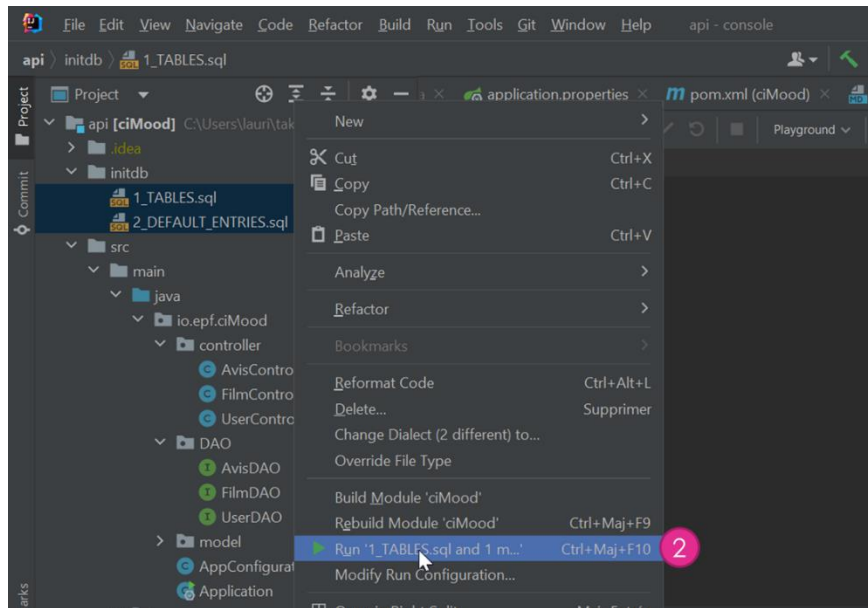 File Edit View Navigate Code Refactor Build Run Tools Git Window Help api - console
api initdb 1_TABLES.sql
Project application.properties pom.xml (ciMood)
Playground
Project
Commit
api [ciMood] C:\Users\lauri\tak
.idea
initdb
1_TABLES.sql
2_DEFAULT_ENTRIES.sql
src
main
java
io.epf.ciMood
controller
AvisContro
FilmContro
UserContro
DAO
AvisDAO
FilmDAO
UserDAO
model
AppConfigurat
Application
New
Cut Ctrl+X
Copy Ctrl+C
Copy Path/Reference...
Paste Ctrl+V
Analyze
Refactor
Bookmarks
Reformat Code Ctrl+Alt+L
Delete... Supprimer
Change Dialect (2 different) to...
Override File Type
Build Module 'ciMood'
Rebuild Module 'ciMood' Ctrl+Maj+F9
Run '1_TABLES.sql and 1 m...' Ctrl+Maj+F10 2
Modify Run Configuration...